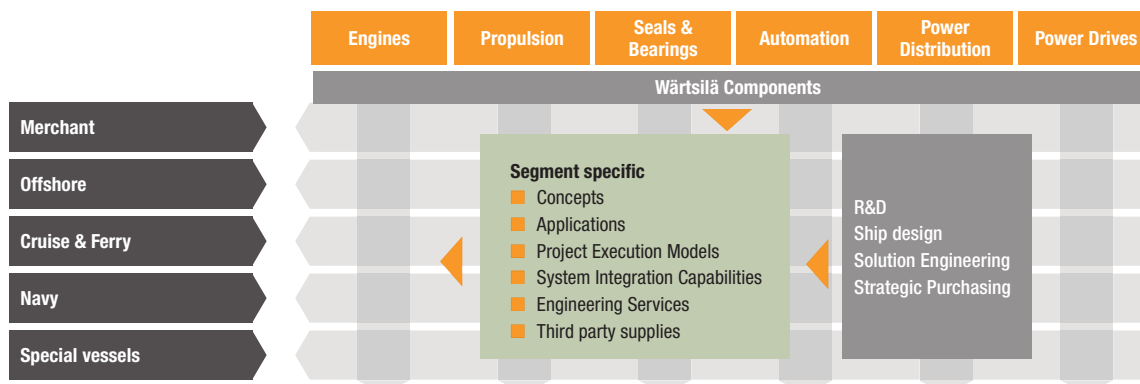 Engines
Propulsion
Seals &
Bearings
Automation
Power
Distribution
Power Drives
Wärtsilä Components
Merchant
Offshore
Cruise & Ferry
Navy
Special vessels
Segment specific
Concepts
Applications
Project Execution Models
System Integration Capabilities
Engineering Services
Third party supplies
R&D
Ship design
Solution Engineering
Strategic Purchasing